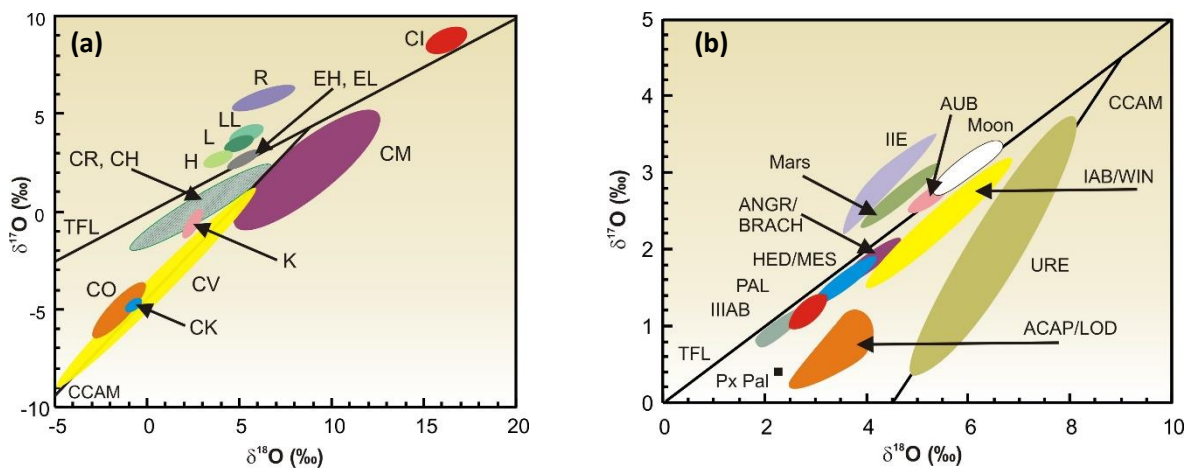 (a)
10
5
0
-5
-10
δ¹⁷O (‰)
CI
R
EH, EL
LL
L
H
CM
CR, CH
TFL
K
CO
CV
CK
CCAM
-5
0
5
10
15
20
δ¹⁸O (‰)
(b)
5
4
3
2
1
0
δ¹⁷O (‰)
CCAM
AUB
Moon
IIE
Mars
IAB/WIN
ANGR/
BRACH
HED/MES
URE
PAL
IIIAB
ACAP/LOD
TFL
Px Pal
0
2
4
6
8
10
δ¹⁸O (‰)